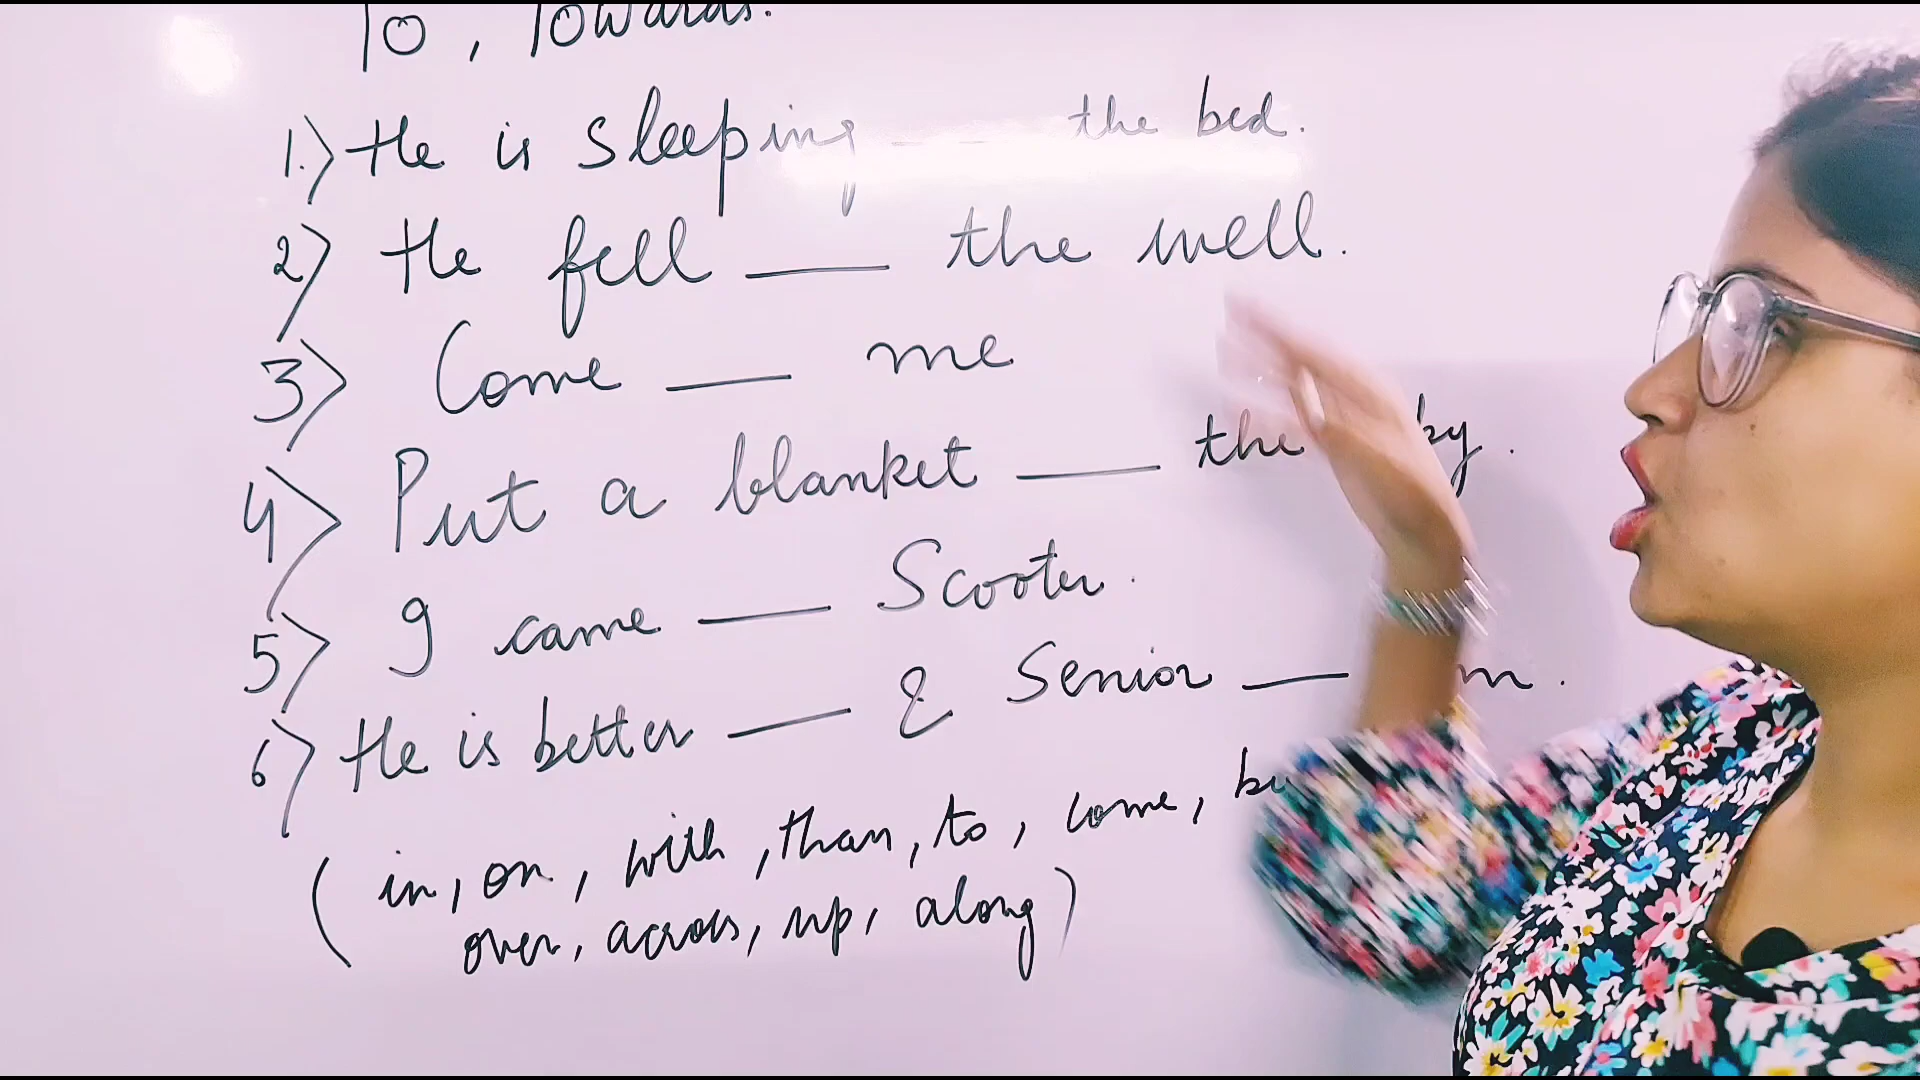 To, Towards.
1.) He is sleeping ___ the bed.
2) He fell ___ the well.
3) Come ___ me
4) Put a blanket ___ the
5) I came ___ Scooter.
6) He is better ___ & Senior ___
(in, on, with, than, to, come,
over, across, up, along)